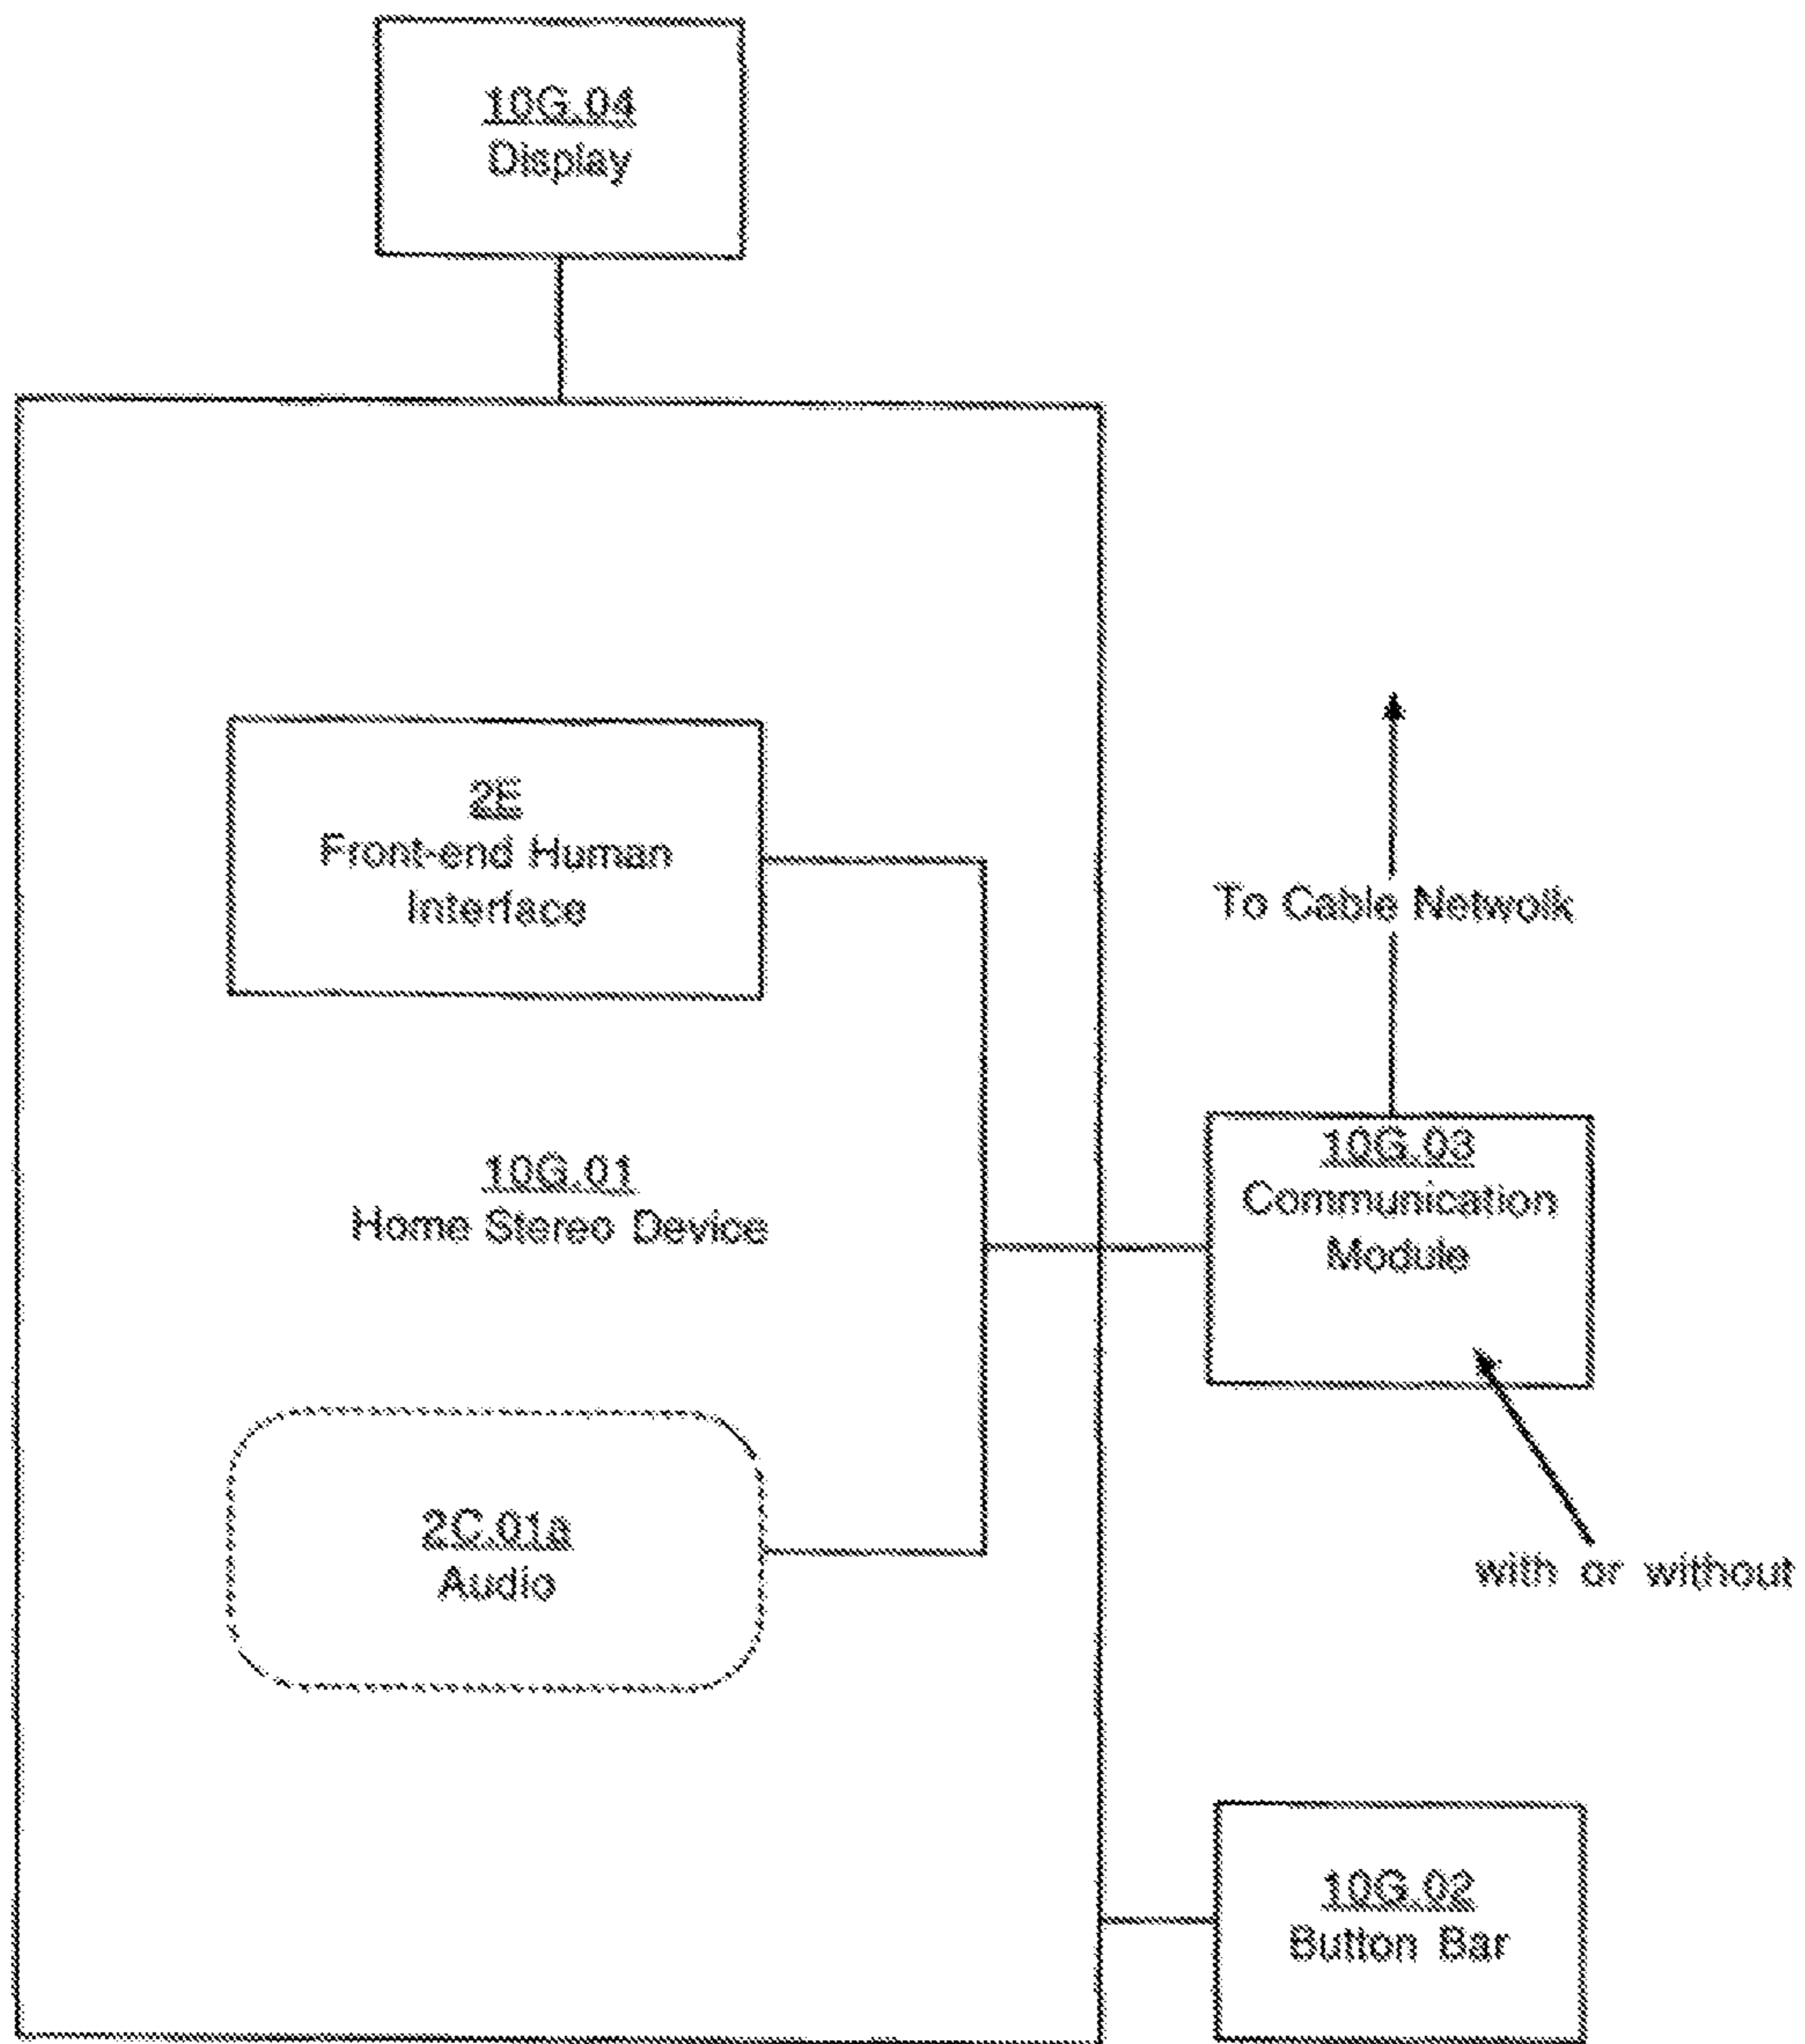 10G.04
Display
2E
Front-end Human
Interface
To Cable Netwolk
10G.01
Home Stereo Device
10G.03
Communication
Module
2C.01a
Audio
with or without
10G.02
Button Bar